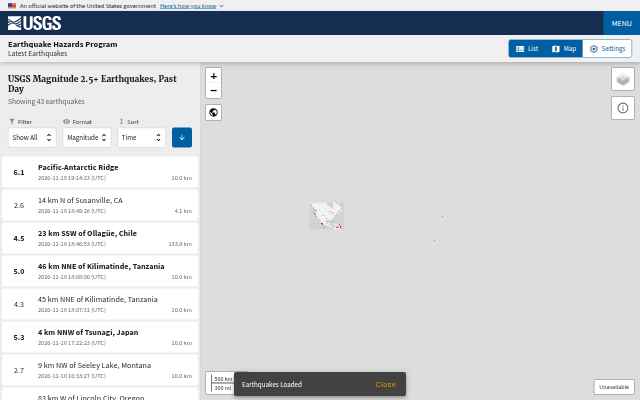 An official website of the United States government Here's how you know
USGS
MENU
Earthquake Hazards Program
Latest Earthquakes
List
Map
Settings
USGS Magnitude 2.5+ Earthquakes, Past
Day
Showing 43 earthquakes
Filter
Format
Sort
Show All
Magnitude
Time
6.1
Pacific-Antarctic Ridge
10.0 km
2.6
14 km N of Susanville, CA
4.1 km
4.5
23 km SSW of Ollagüe, Chile
5.0
46 km NNE of Kilimatinde, Tanzania
10.0 km
4.3
45 km NNE of Kilimatinde, Tanzania
10.0 km
5.3
4 km NNW of Tsunagi, Japan
10.0 km
2.7
9 km NW of Seeley Lake, Montana
10.0 km
83 km W of Lincoln City, Oregon
+
−
500 km
300 mi
Earthquakes Loaded
Close
Unavailable